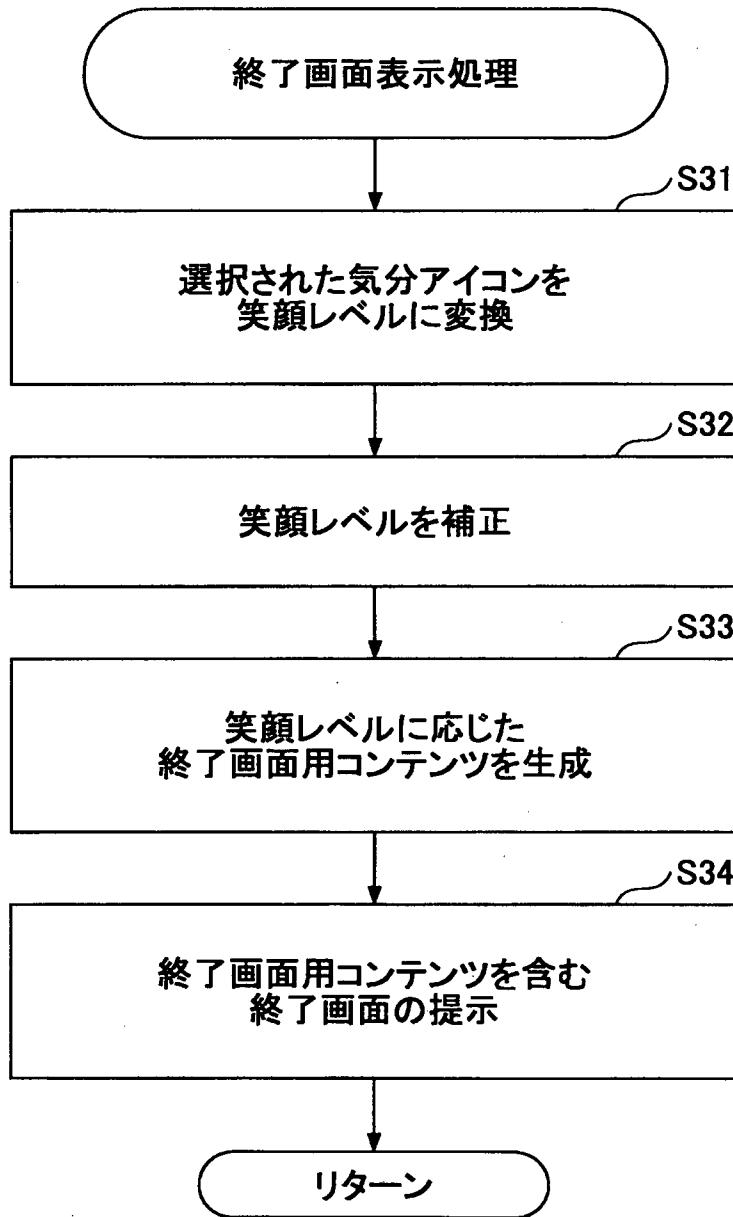 終了画面表示処理
S31
選択された気分アイコンを
笑顔レベルに変換
S32
笑顔レベルを補正
S33
笑顔レベルに応じた
終了画面用コンテンツを生成
S34
終了画面用コンテンツを含む
終了画面の提示
リターン